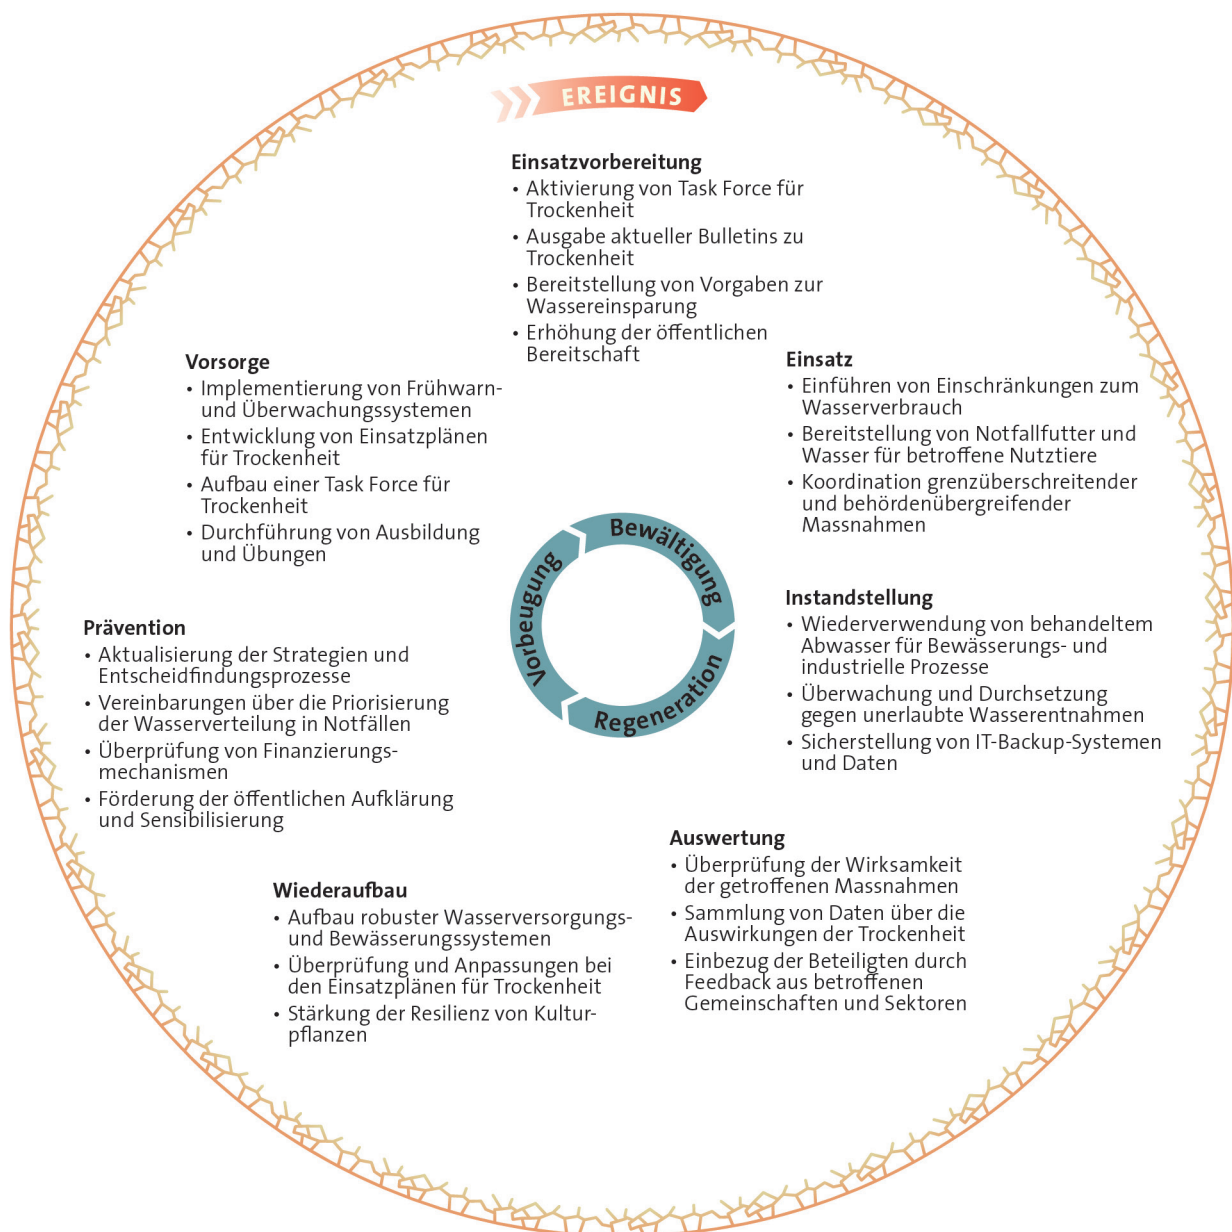 EREIGNIS
Einsatzvorbereitung
• Aktivierung von Task Force für
Trockenheit
• Ausgabe aktueller Bulletins zu
Trockenheit
• Bereitstellung von Vorgaben zur
Wassereinsparung
• Erhöhung der öffentlichen
Bereitschaft
Einsatz
• Einführen von Einschränkungen zum
Wasserverbrauch
• Bereitstellung von Notfallfutter und
Wasser für betroffene Nutztiere
• Koordination grenzüberschreitender
und behördenübergreifender
Massnahmen
Instandstellung
• Wiederverwendung von behandeltem
Abwasser für Bewässerungs- und
industrielle Prozesse
• Überwachung und Durchsetzung
gegen unerlaubte Wasserentnahmen
• Sicherstellung von IT-Backup-Systemen
und Daten
Auswertung
• Überprüfung der Wirksamkeit
der getroffenen Massnahmen
• Sammlung von Daten über die
Auswirkungen der Trockenheit
• Einbezug der Beteiligten durch
Feedback aus betroffenen
Gemeinschaften und Sektoren
Wiederaufbau
• Aufbau robuster Wasserversorgungs-
und Bewässerungssystemen
• Überprüfung und Anpassungen bei
den Einsatzplänen für Trockenheit
• Stärkung der Resilienz von Kultur-
pflanzen
Prävention
• Aktualisierung der Strategien und
Entscheidfindungsprozesse
• Vereinbarungen über die Priorisierung
der Wasserverteilung in Notfällen
• Überprüfung von Finanzierungs-
mechanismen
• Förderung der öffentlichen Aufklärung
und Sensibilisierung
Vorsorge
• Implementierung von Frühwarn-
und Überwachungssystemen
• Entwicklung von Einsatzplänen
für Trockenheit
• Aufbau einer Task Force für
Trockenheit
• Durchführung von Ausbildung
und Übungen
Bewältigung
Regeneration
Vorbeugung